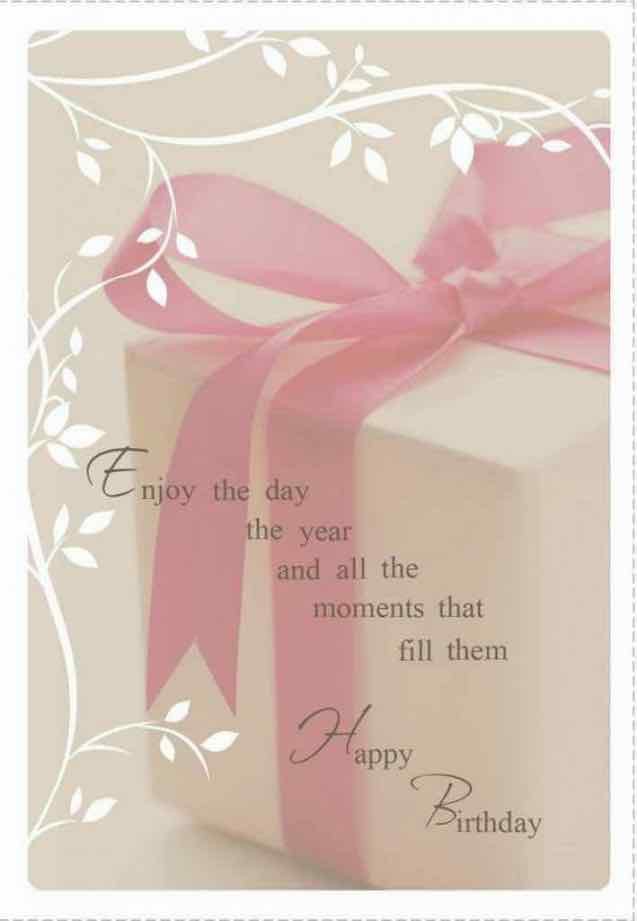 Enjoy the day
the year
and all the
moments that
fill them
Happy
Birthday